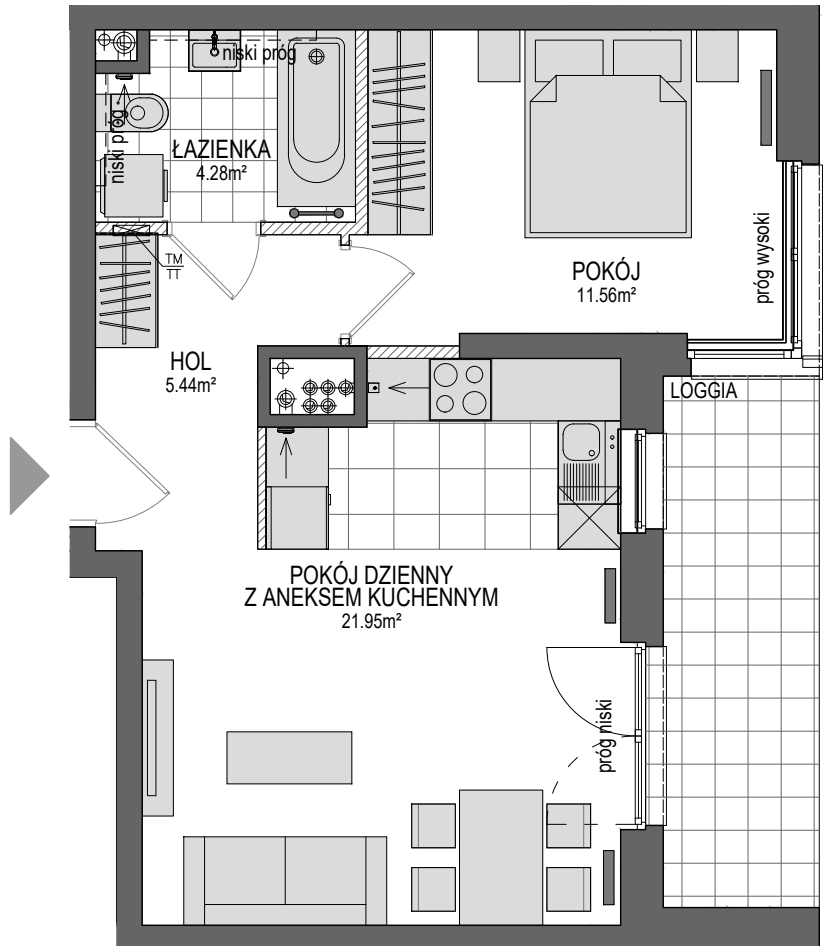 niski próg
niski próg
ŁAZIENKA
4.28m²
TM
TT
POKÓJ
11.56m²
próg wysoki
HOL
5.44m²
LOGGIA
POKÓJ DZIENNY
Z ANEKSEM KUCHENNYM
21.95m²
próg niski